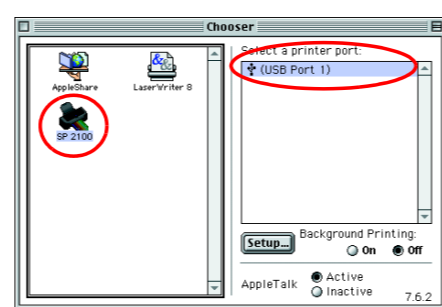 Chooser
Select a printer port:
(USB Port 1)
AppleShare
LaserWriter 8
SP 2100
Setup...
Background Printing:
On
Off
AppleTalk
Active
Inactive
7.6.2